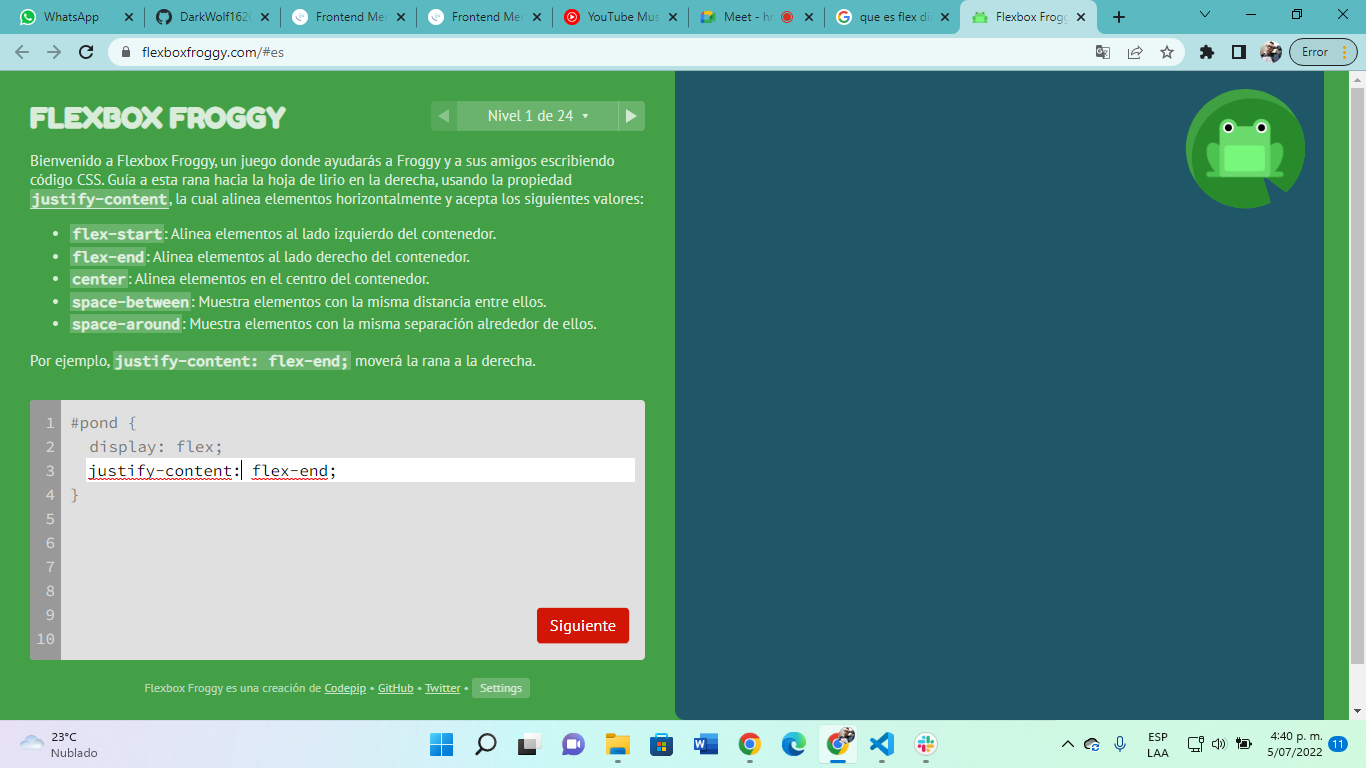 WhatsApp
DarkWolf162
Frontend Me
Frontend Me
YouTube Mus
Meet - h
que es flex di
Flexbox Frogg
flexboxfroggy.com/#es
Error
FLEXBOX FROGGY
Nivel 1 de 24
Bienvenido a Flexbox Froggy, un juego donde ayudarás a Froggy y a sus amigos escribiendo
código CSS. Guía a esta rana hacia la hoja de lirio en la derecha, usando la propiedad
justify-content, la cual alinea elementos horizontalmente y acepta los siguientes valores:
• flex-start: Alinea elementos al lado izquierdo del contenedor.
• flex-end: Alinea elementos al lado derecho del contenedor.
• center: Alinea elementos en el centro del contenedor.
• space-between: Muestra elementos con la misma distancia entre ellos.
• space-around: Muestra elementos con la misma separación alrededor de ellos.
Por ejemplo, justify-content: flex-end; moverá la rana a la derecha.
1 #pond {
2 display: flex;
3 justify-content: flex-end;
4 }
5
6
7
8
9
10
Siguiente
Flexbox Froggy es una creación de Codepip • GitHub • Twitter • Settings
23°C
Nublado
W
ESP
LAA
4:40 p. m.
5/07/2022
11